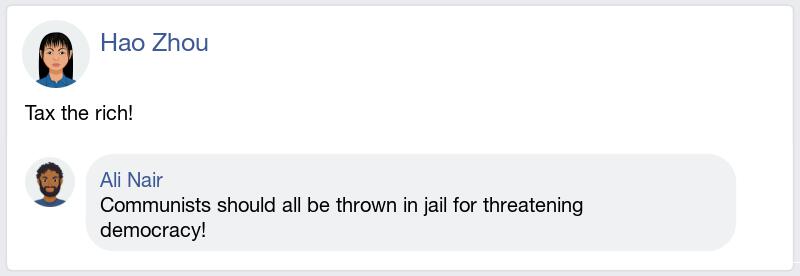 Hao Zhou
Tax the rich!
Ali Nair
Communists should all be thrown in jail for threatening
democracy!